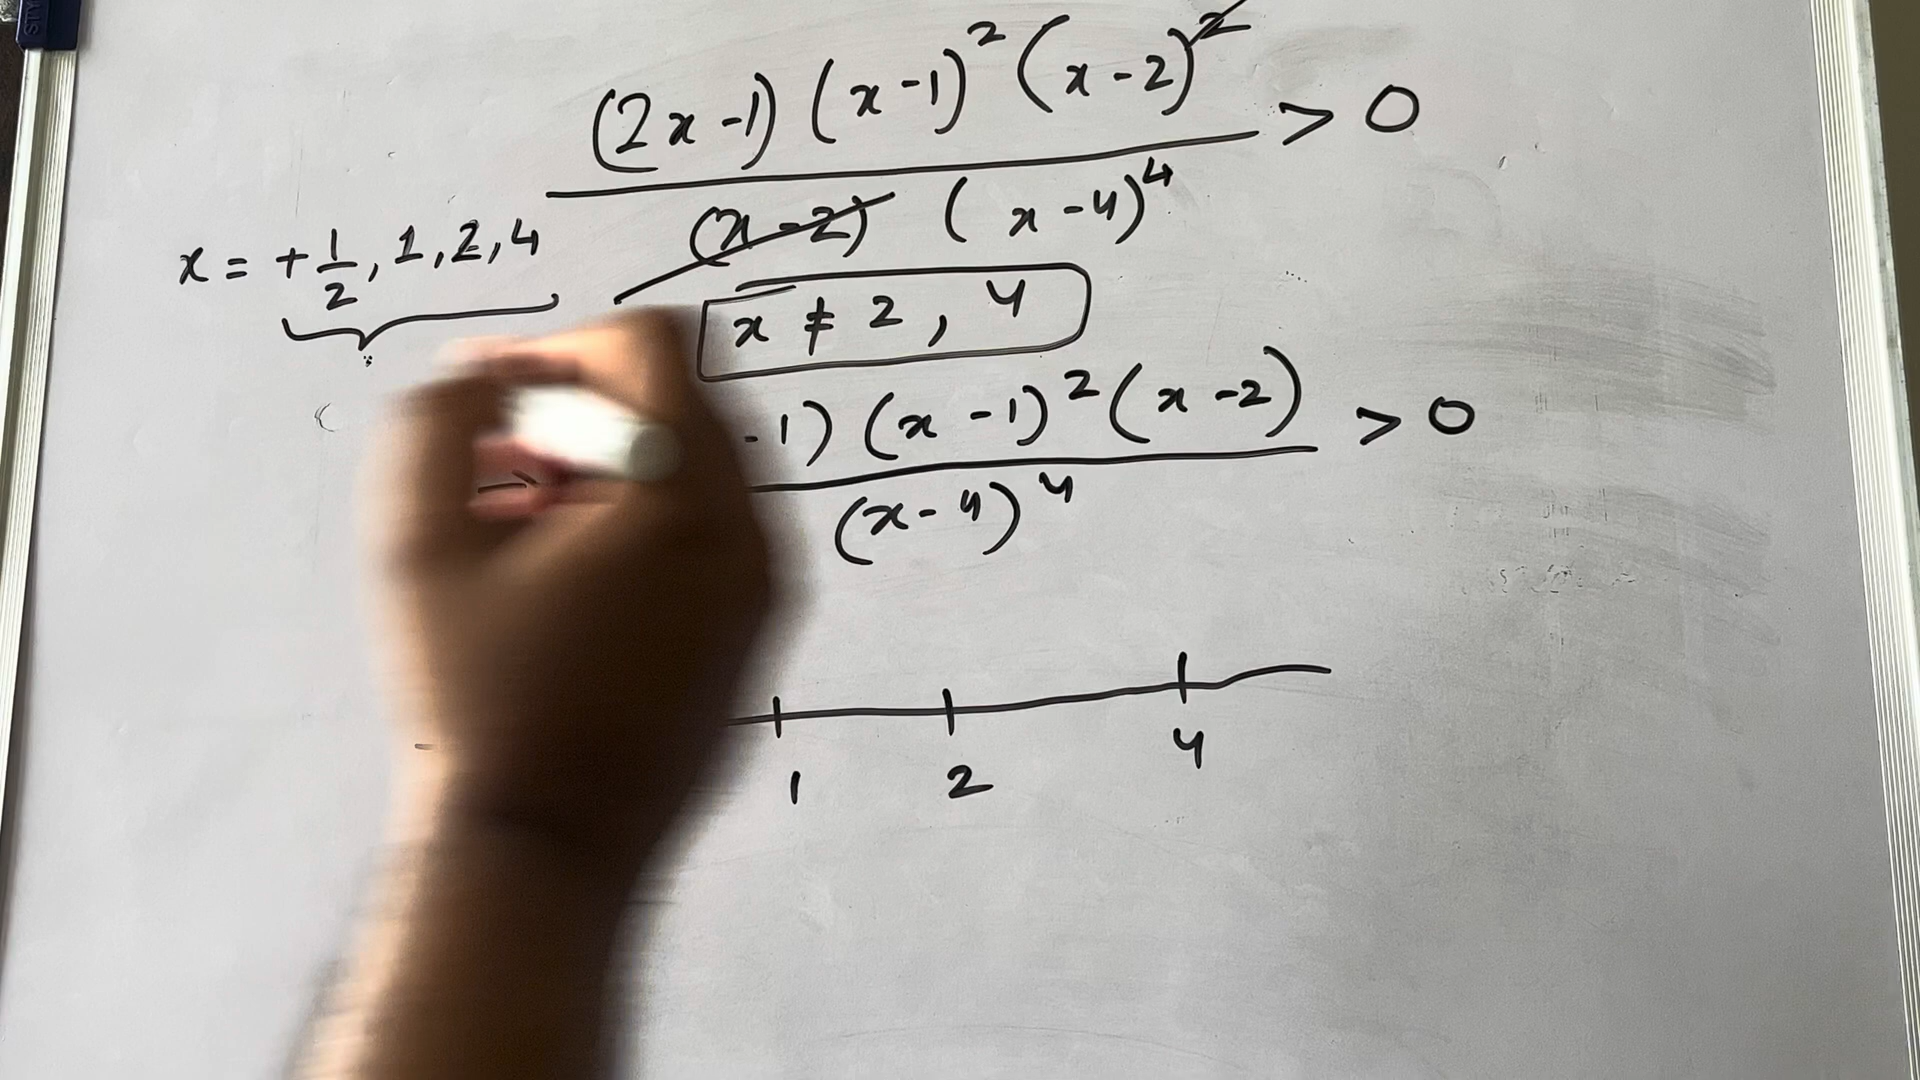 (2x-1) (x-1)² (x-2)² > 0
(x-2) (x-4)⁴
x = +1/2, 1, 2, 4
x ≠ 2, 4
-1) (x-1)² (x-2) > 0
(x-4)⁴
1 2 4